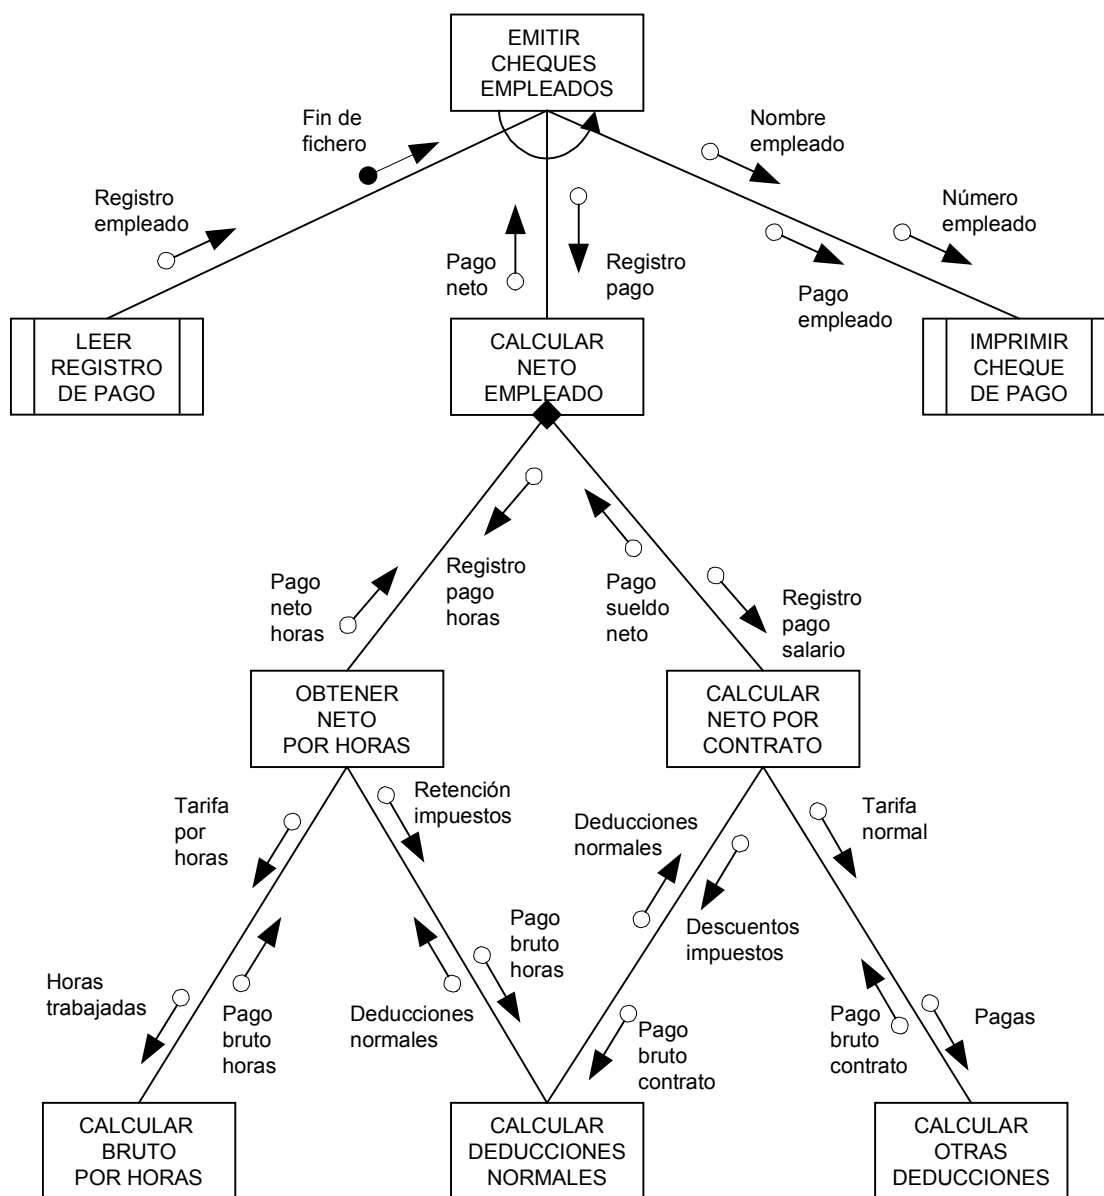 EMITIR
CHEQUES
EMPLEADOS
Fin de
fichero
Nombre
empleado
Registro
empleado
Número
empleado
Pago
neto
Registro
pago
Pago
empleado
LEER
REGISTRO
DE PAGO
CALCULAR
NETO
EMPLEADO
IMPRIMIR
CHEQUE
DE PAGO
Pago
neto
horas
Registro
pago
horas
Pago
sueldo
neto
Registro
pago
salario
OBTENER
NETO
POR HORAS
CALCULAR
NETO POR
CONTRATO
Tarifa
por
horas
Retención
impuestos
Deducciones
normales
Tarifa
normal
Horas
trabajadas
Pago
bruto
horas
Deducciones
normales
Pago
bruto
horas
Descuentos
impuestos
Pago
bruto
contrato
Pago
bruto
contrato
Pagas
CALCULAR
BRUTO
POR HORAS
CALCULAR
DEDUCCIONES
NORMALES
CALCULAR
OTRAS
DEDUCCIONES